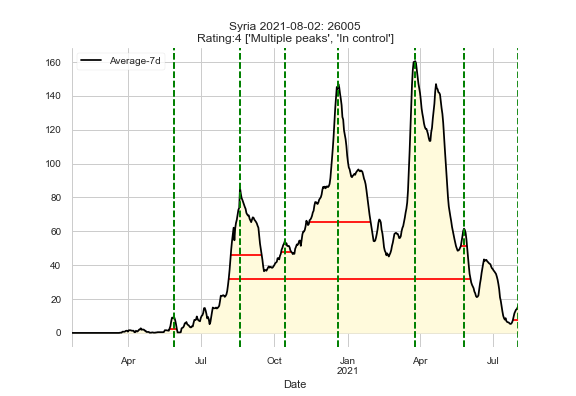 Syria 2021-08-02: 26005
Rating:4 ['Multiple peaks', 'In control']
Average-7d
160
140
120
100
80
60
40
20
0
Apr
Jul
Oct
Jan
2021
Apr
Jul
Date